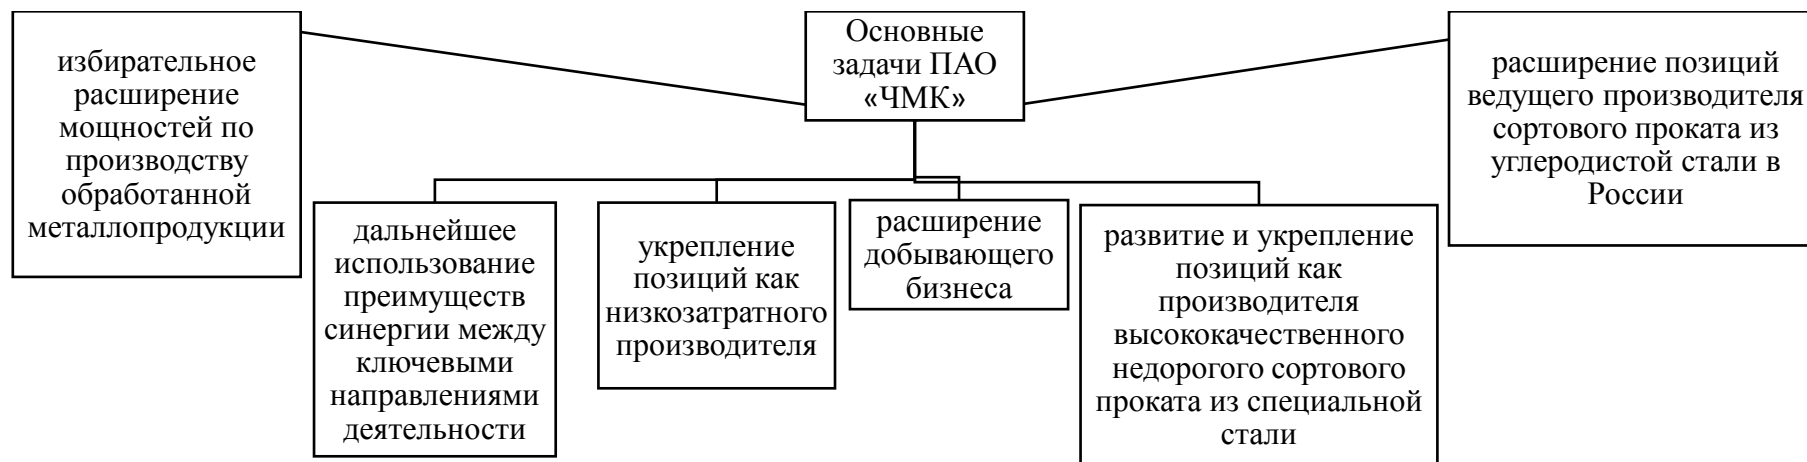 Основные
задачи ПАО
«ЧМК»
избирательное
расширение
мощностей по
производству
обработанной
металлопродукции
дальнейшее
использование
преимуществ
синергии между
ключевыми
направлениями
деятельности
укрепление
позиций как
низкозатратного
производителя
расширение
добывающего
бизнеса
развитие и укрепление
позиций как
производителя
высококачественного
недорогого сортового
проката из специальной
стали
расширение позиций
ведущего производителя
сортового проката из
углеродистой стали в
России